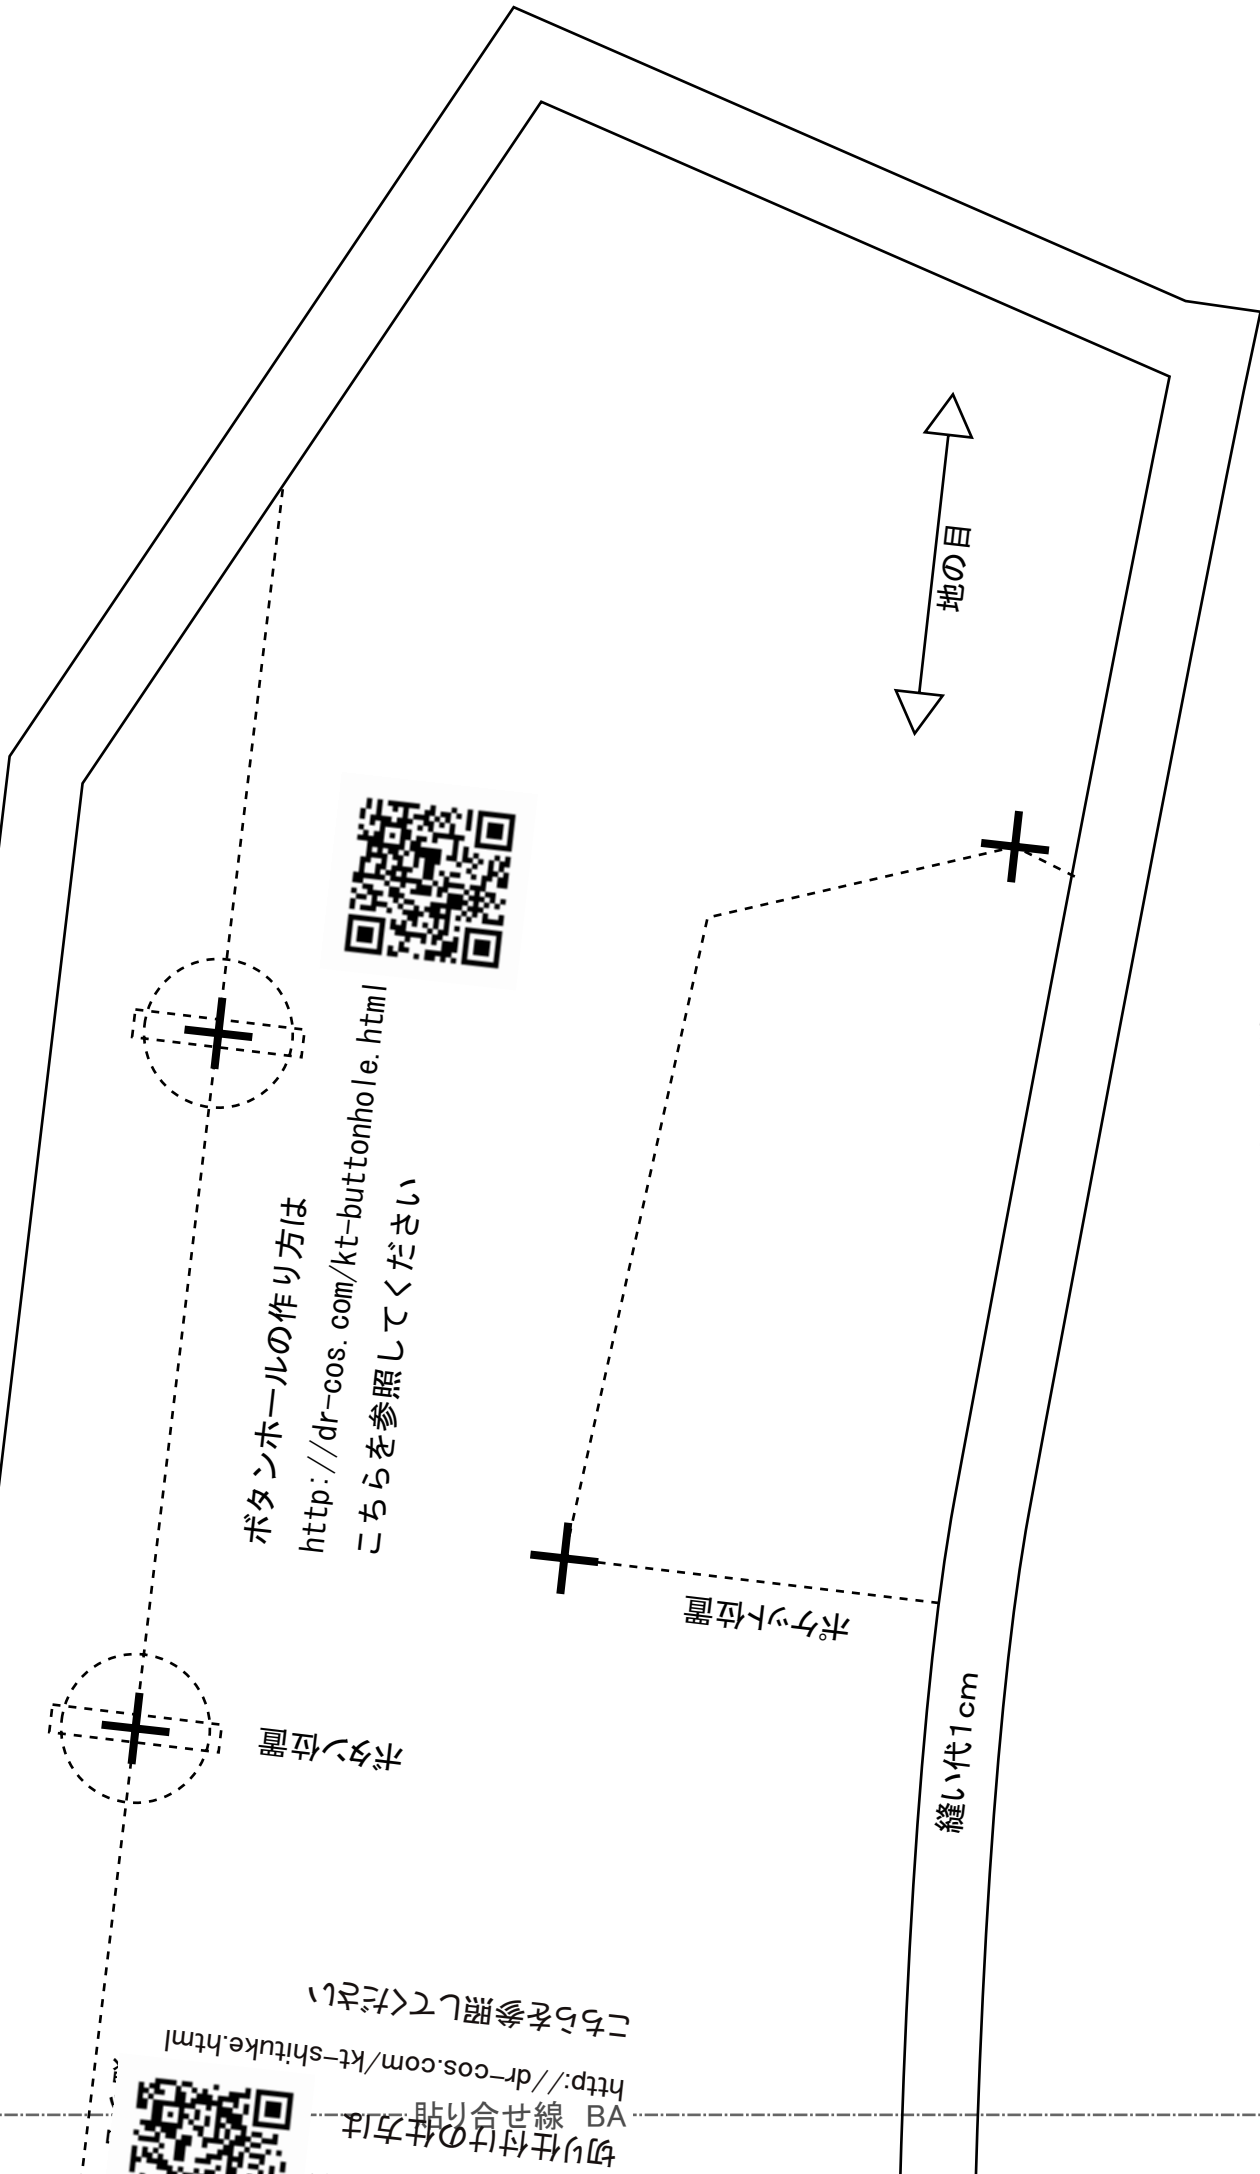 地の目
ボタンホールの作り方は
http://dr-cos.com/kt-buttonhole.html
こちらを参照してください
ポケット位置
ボタン位置
縫い代1cm
切り仕付けの仕方は
http://dr-cos.com/kt-shituke.html
こちらを参照してください
貼り合せ線 BA